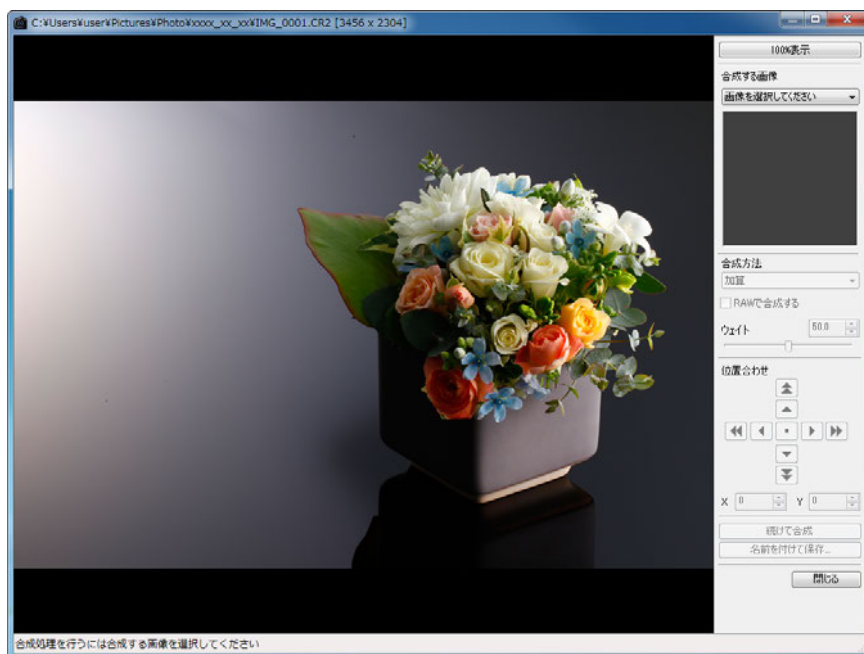 C:¥Users¥user¥Pictures¥Photo¥xxxx_xx_xx¥IMG_0001.CR2 [3456 x 2304]
100%表示
合成する画像
画像を選択してください
合成方法
加算
RAWで合成する
ウェイト
50.0
位置合わせ
X 0 Y 0
続けて合成
名前を付けて保存...
閉じる
合成処理を行うには合成する画像を選択してください